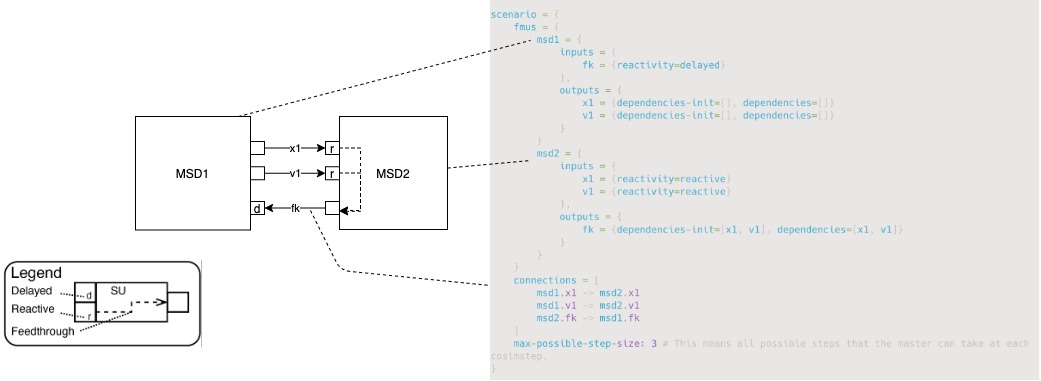 MSD1
x1
r
v1
r
d
fk
MSD2
Legend
Delayed
d
SU
Reactive
r
Feedthrough
scenario = {
fmus = {
msd1 = {
inputs = {
fk = {reactivity=delayed}
},
outputs = {
x1 = {dependencies-init=[], dependencies=[]}
v1 = {dependencies-init=[], dependencies=[]}
}
}
msd2 = {
inputs = {
x1 = {reactivity=reactive}
v1 = {reactivity=reactive}
},
outputs = {
fk = {dependencies-init=[x1, v1], dependencies=[x1, v1]}
}
}
}
connections = [
msd1.x1 -> msd2.x1
msd1.v1 -> msd2.v1
msd2.fk -> msd1.fk
]
max-possible-step-size: 3 # This means all possible steps that the master can take at each
cosimstep.
}